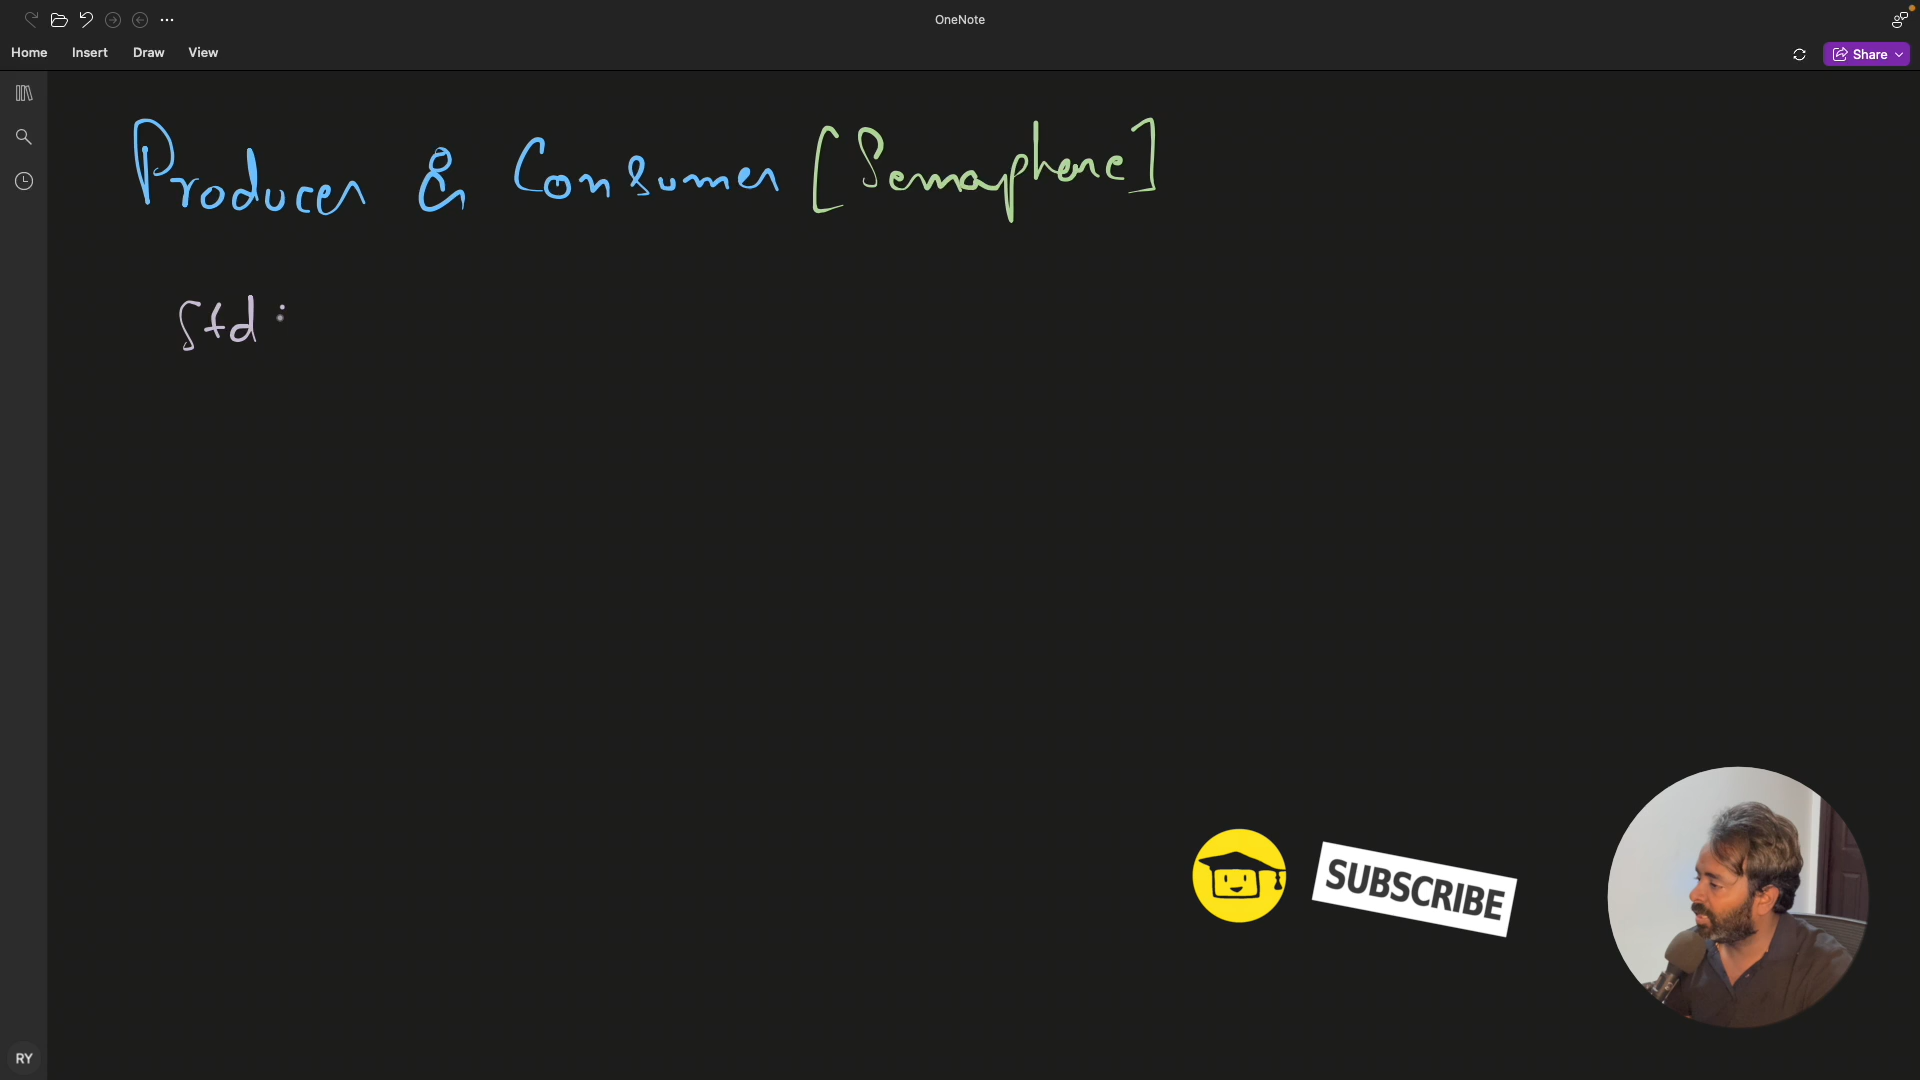 OneNote
Home Insert Draw View
Share
Producer & Consumer [Semaphore]
Std :
SUBSCRIBE
RY